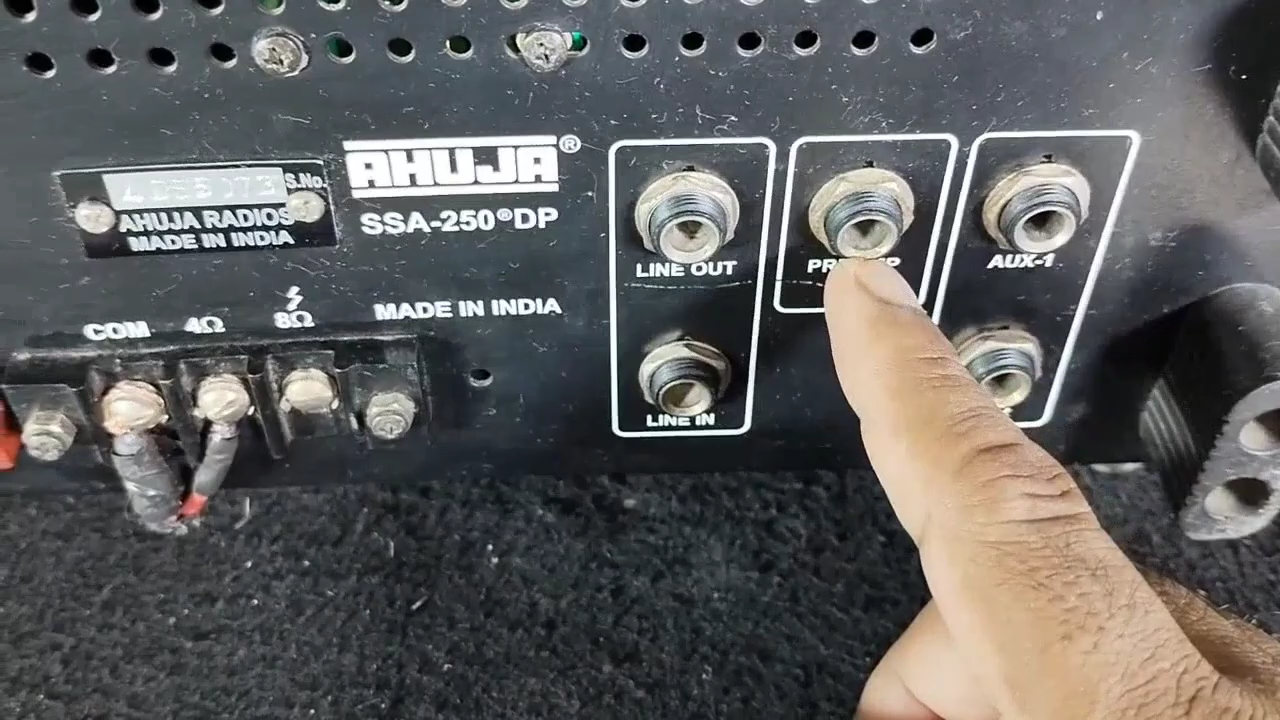 S.No.
AHUJA RADIOS
MADE IN INDIA
AHUJA®
SSA-250®DP
COM 4Ω 8Ω
MADE IN INDIA
LINE OUT
LINE IN
AUX-1